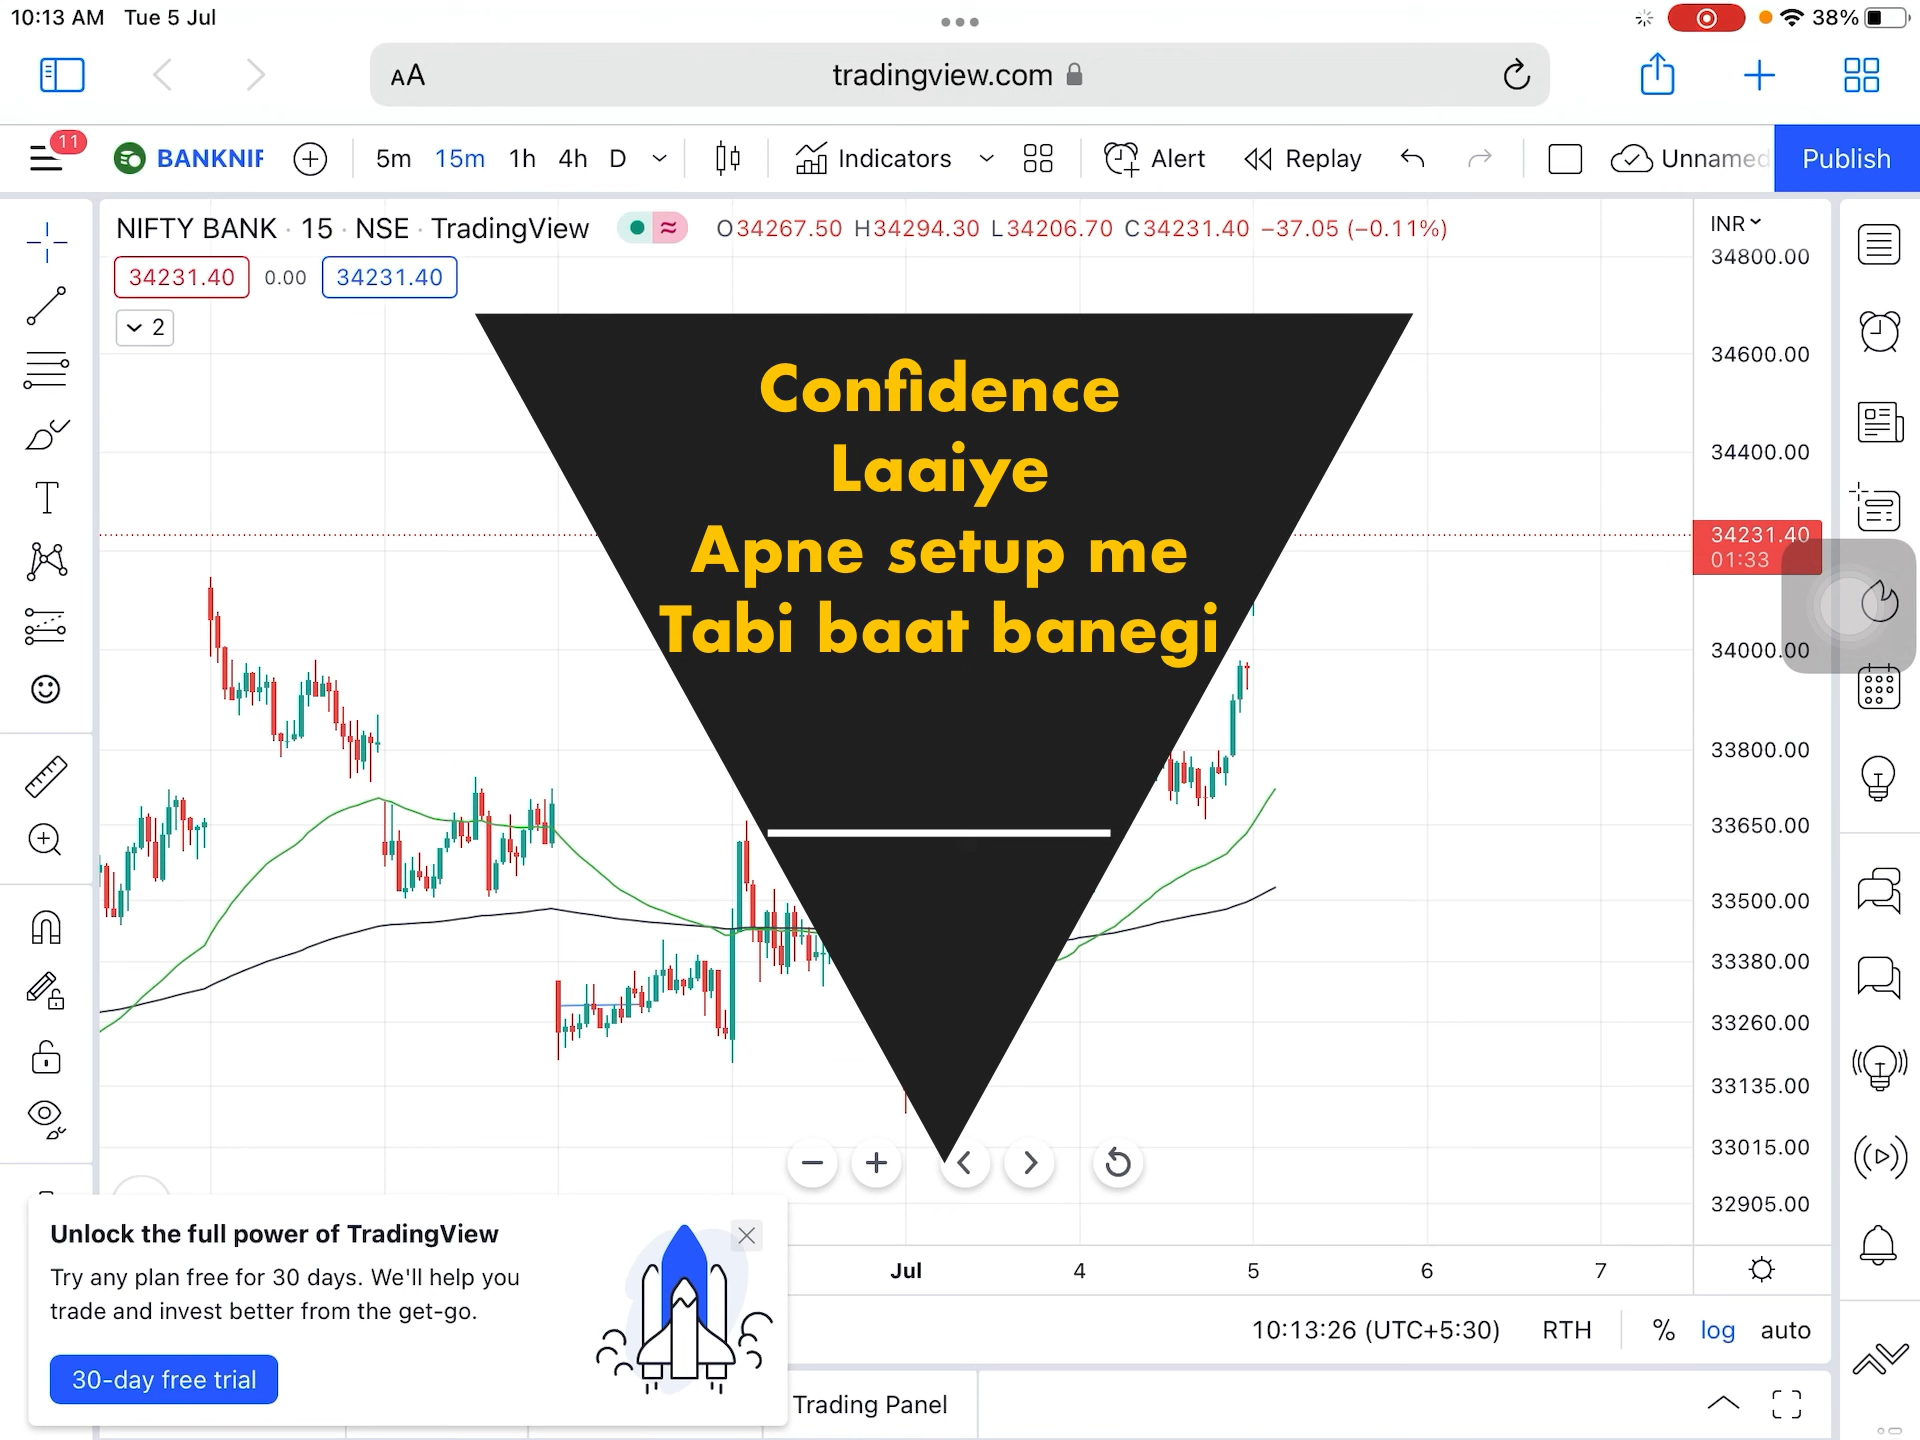 10:13 AM Tue 5 Jul
38%
AA tradingview.com
11
BANKNIF 5m 15m 1h 4h D Indicators Alert Replay Unnamed Publish
NIFTY BANK · 15 · NSE · TradingView O34267.50 H34294.30 L34206.70 C34231.40 −37.05 (−0.11%)
INR
34231.40 0.00 34231.40
2
Confidence
Laaiye
Apne setup me
Tabi baat banegi
34800.00
34600.00
34400.00
34231.40
01:33
34000.00
33800.00
33650.00
33500.00
33380.00
33260.00
33135.00
33015.00
32905.00
Jul 4 5 6 7
Unlock the full power of TradingView
Try any plan free for 30 days. We'll help you
trade and invest better from the get-go.
30-day free trial
10:13:26 (UTC+5:30) RTH % log auto
Trading Panel